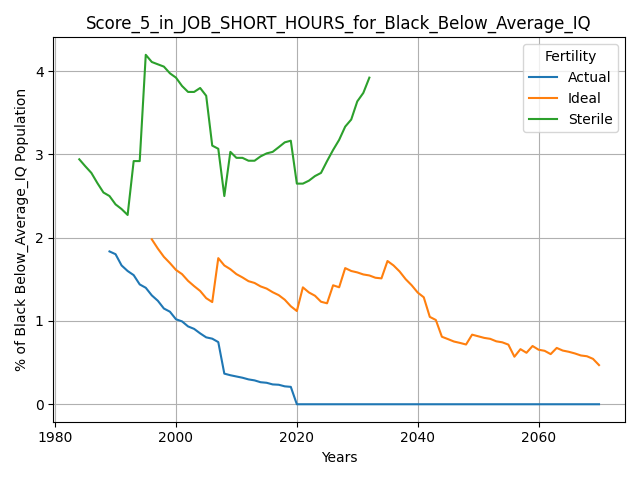 Score_5_in_JOB_SHORT_HOURS_for_Black_Below_Average_IQ
% of Black Below_Average_IQ Population
4
3
2
1
0
Fertility
Actual
Ideal
Sterile
1980
2000
2020
2040
2060
Years